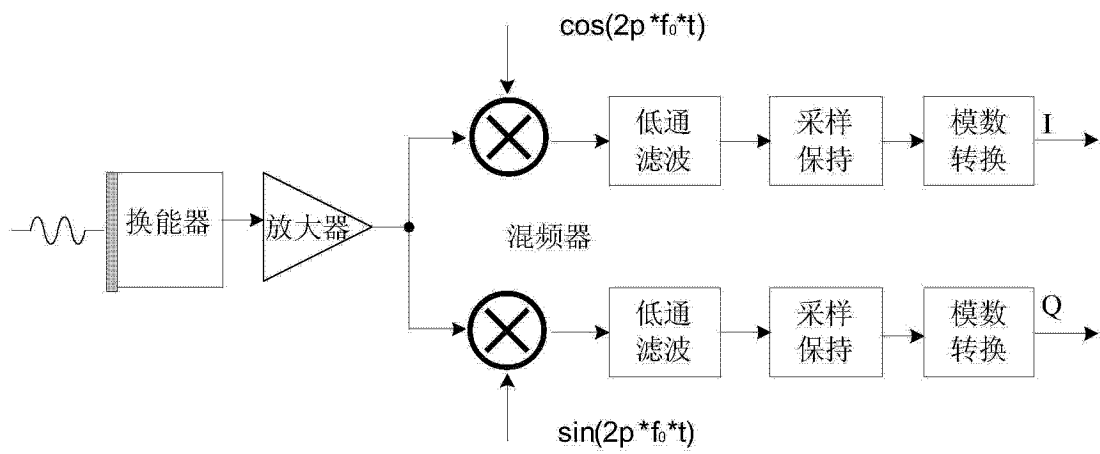 cos(2p*f₀*t)
低通
滤波
采样
保持
模数
转换
I
换能器
放大器
混频器
低通
滤波
采样
保持
模数
转换
Q
sin(2p*f₀*t)